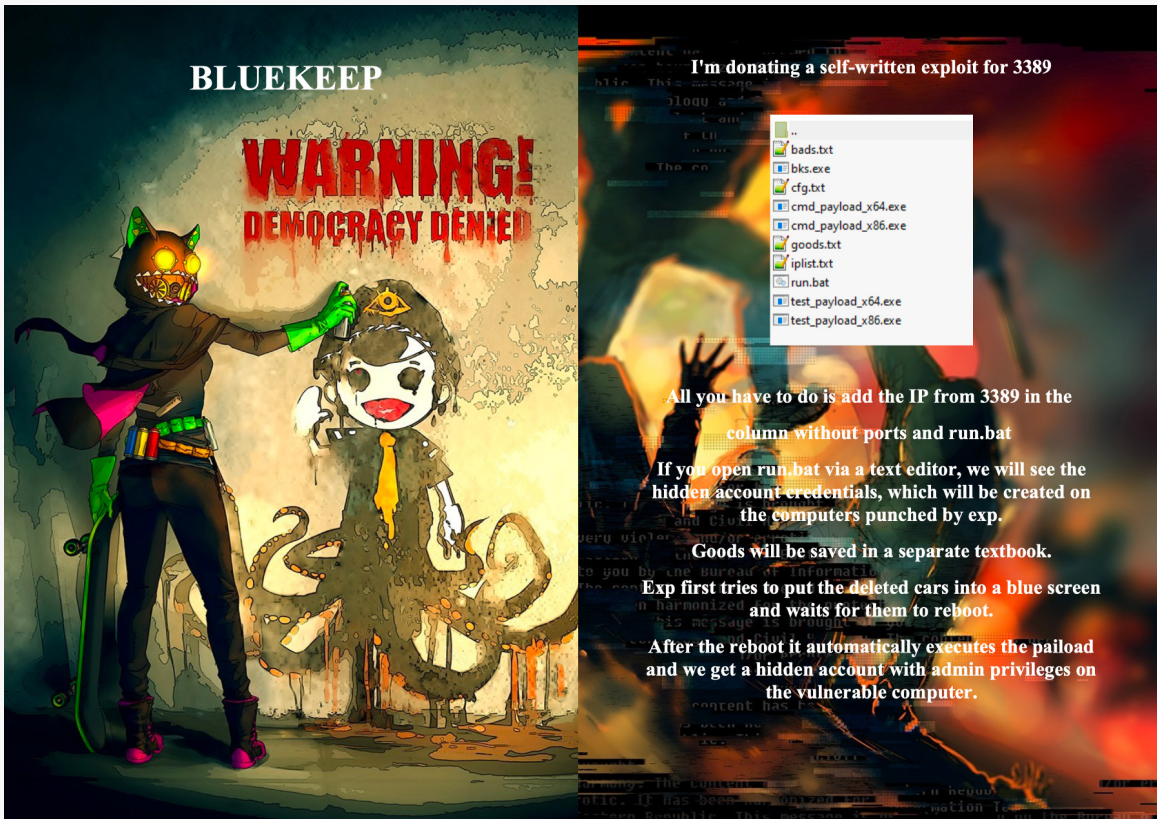 BLUEKEEP
WARNING!
DEMOCRACY DENIED
I'm donating a self-written exploit for 3389
..
bads.txt
bks.exe
cfg.txt
cmd_payload_x64.exe
cmd_payload_x86.exe
goods.txt
iplist.txt
run.bat
test_payload_x64.exe
test_payload_x86.exe
All you have to do is add the IP from 3389 in the
column without ports and run.bat
If you open run.bat via a text editor, we will see the
hidden account credentials, which will be created on
the computers punched by exp.
Goods will be saved in a separate textbook.
Exp first tries to put the deleted cars into a blue screen
and waits for them to reboot.
After the reboot it automatically executes the paiload
and we get a hidden account with admin privileges on
the vulnerable computer.